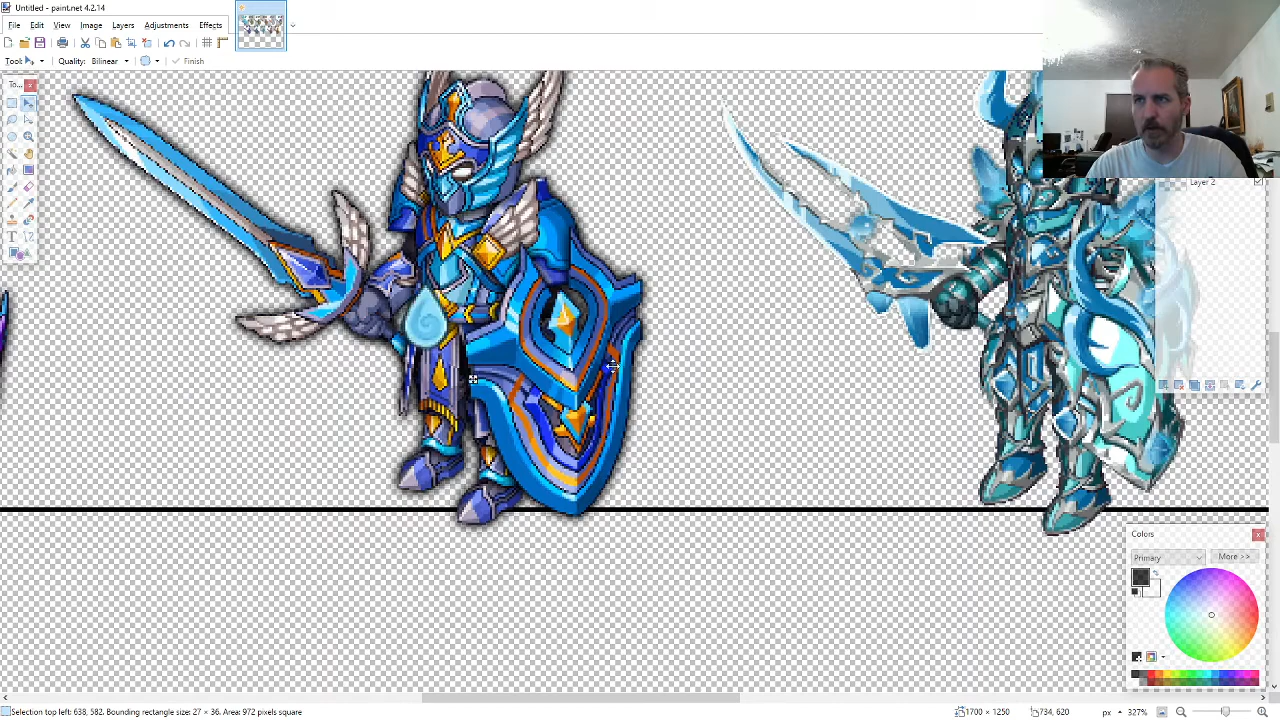 Untitled - paint.net 4.2.14
File Edit View Image Layers Adjustments Effects
Tool: Quality: Bilinear Finish
To...
Layer 2
Colors
Primary More >>
Selection top left: 638, 582. Bounding rectangle size: 27 × 36. Area: 972 pixels square 1700 × 1250 734, 620 px 327%